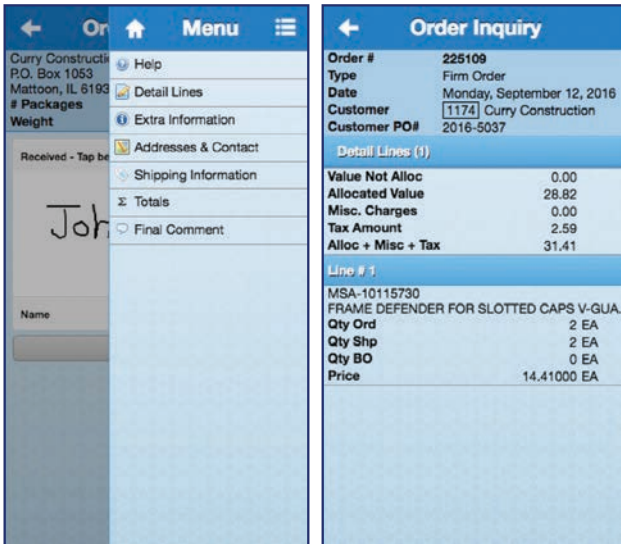 Or
Menu
Curry Constructi
P.O. Box 1053
Mattoon, IL 6193
# Packages
Weight
Received - Tap be
Joh
Name
Help
Detail Lines
Extra Information
Addresses & Contact
Shipping Information
Σ Totals
Final Comment
Order Inquiry
Order # 225109
Type Firm Order
Date Monday, September 12, 2016
Customer 1174 Curry Construction
Customer PO# 2016-5037
Detail Lines (1)
Value Not Alloc 0.00
Allocated Value 28.82
Misc. Charges 0.00
Tax Amount 2.59
Alloc + Misc + Tax 31.41
Line # 1
MSA-10115730
FRAME DEFENDER FOR SLOTTED CAPS V-GUA.
Qty Ord 2 EA
Qty Shp 2 EA
Qty BO 0 EA
Price 14.41000 EA